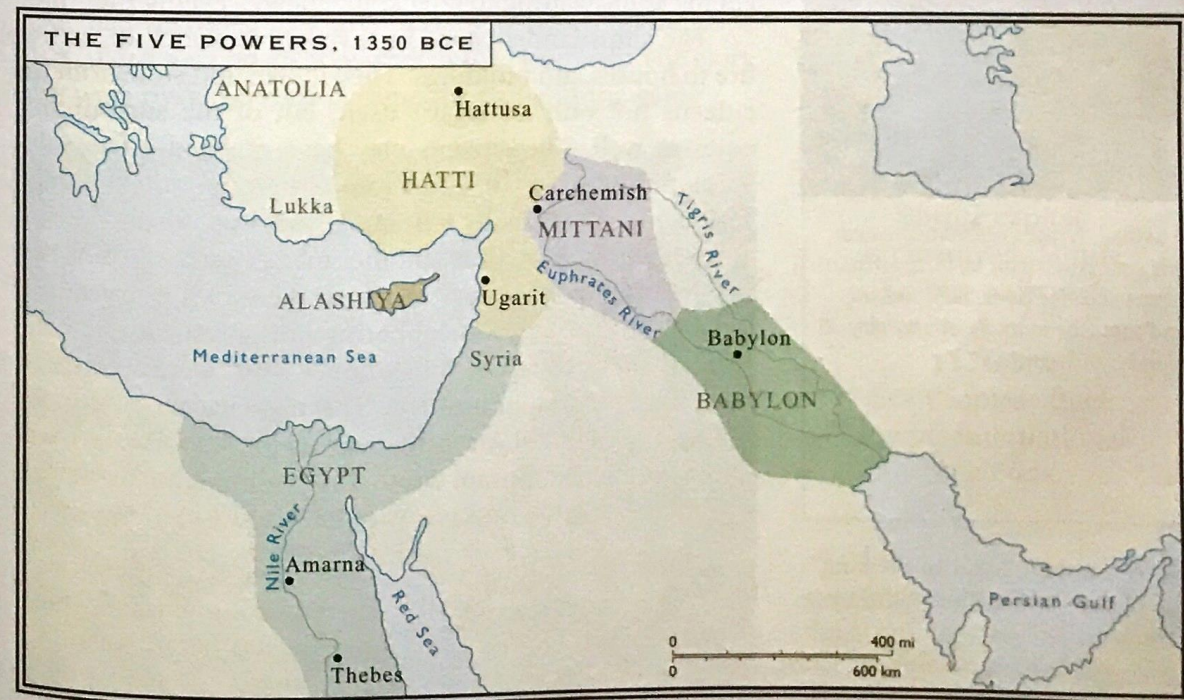 THE FIVE POWERS, 1350 BCE
ANATOLIA
Hattusa
HATTI
Lukka
Carchemish
MITTANI
Tigris River
Euphrates River
ALASHIYA
Ugarit
Mediterranean Sea
Syria
Babylon
BABYLON
EGYPT
Nile River
Amarna
Red Sea
Thebes
Persian Gulf
0 400 mi
0 600 km